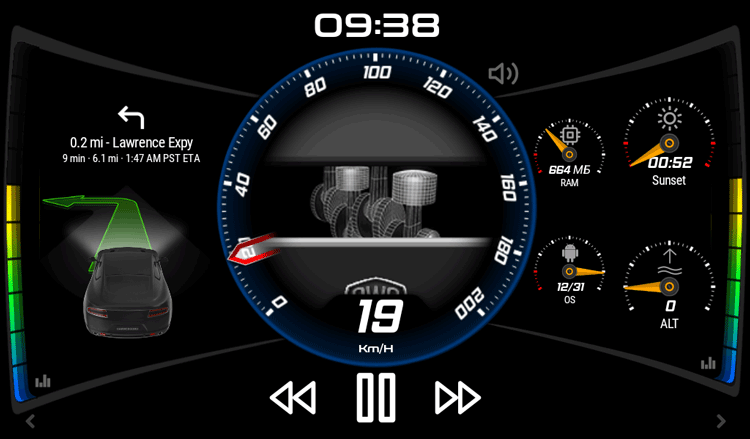 09:38
0.2 mi - Lawrence Expy
9 min · 6.1 mi · 1:47 AM PST ETA
0
40
60
80
100
120
140
160
180
200
19
Km/H
664 МБ
RAM
00:52
Sunset
12/31
OS
0
ALT